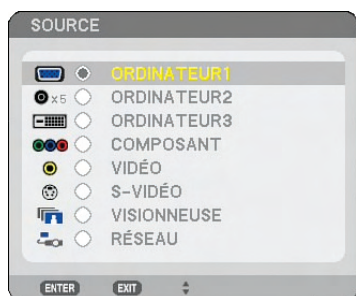 SOURCE
ORDINATEUR1
x5 ORDINATEUR2
ORDINATEUR3
COMPOSANT
VIDÉO
S-VIDÉO
VISIONNEUSE
RÉSEAU
ENTER EXIT